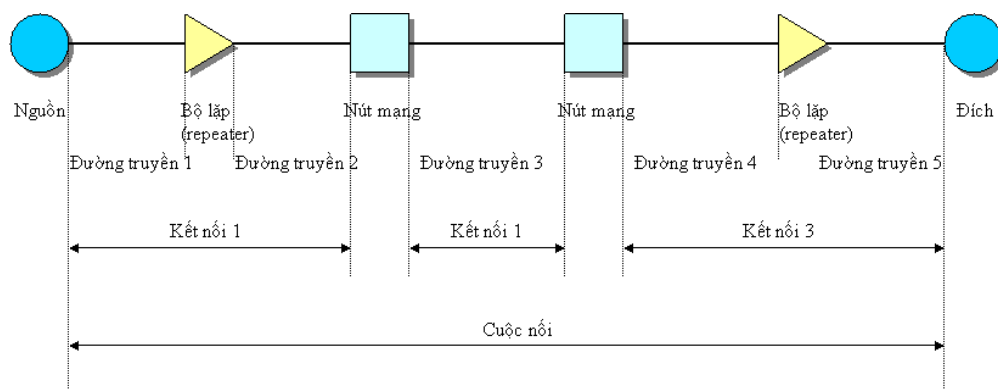 Nguồn
Bộ lặp
(repeater)
Nút mạng
Nút mạng
Bộ lặp
(repeater)
Đích
Đường truyền 1
Đường truyền 2
Đường truyền 3
Đường truyền 4
Đường truyền 5
Kết nối 1
Kết nối 1
Kết nối 3
Cuộc nối